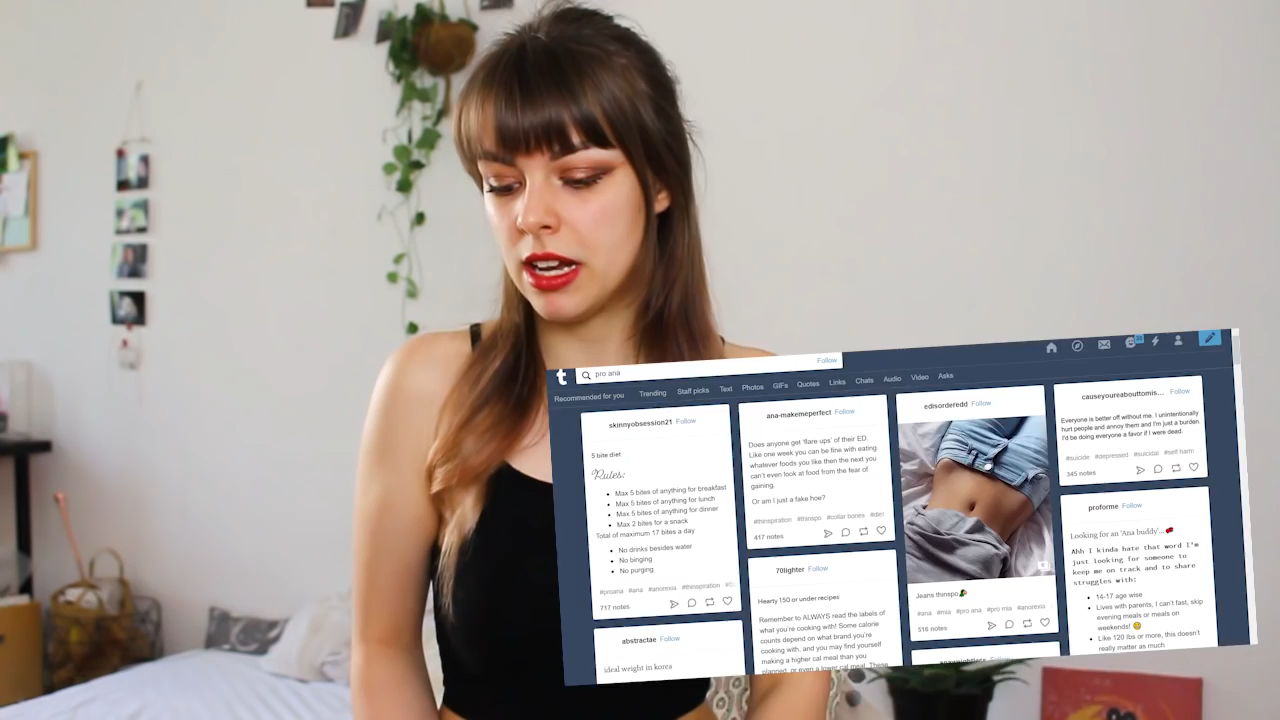 t
pro ana
Follow
Recommended for you
Trending
Staff picks
Text
Photos
GIFs
Quotes
Links
Chats
Audio
Video
Asks
skinnyobsession21 Follow
5 bite diet
Rules:
Max 5 bites of anything for breakfast
Max 5 bites of anything for lunch
Max 5 bites of anything for dinner
Max 2 bites for a snack
Total of maximum 17 bites a day
No drinks besides water
No binging
No purging
#proana #ana #anorexia #thinspiration
717 notes
abstractae Follow
ideal weight in korea
ana-makemeperfect Follow
Does anyone get 'flare ups' of their ED.
Like one week you can be fine with eating
whatever foods you like then the next you
can't even look at food from the fear of
gaining.
Or am I just a fake hoe?
#thinspiration #thinspo #collar bones #diet
417 notes
70lighter Follow
Hearty 150 or under recipes
Remember to ALWAYS read the labels of
what you're cooking with! Some calorie
counts depend on what brand you're
cooking with, and you may find yourself
making a higher cal meal than you
planned, or even a lower cal meal. These
edisorderedd Follow
Jeans thinspo
#ana #mia #pro ana #pro mia #anorexia
516 notes
causeyoureabouttomis... Follow
Everyone is better off without me. I unintentionally
hurt people and annoy them and I'm just a burden.
I'd be doing everyone a favor if I were dead.
#suicide #depressed #suicidal #self harm
345 notes
proforme Follow
Looking for an 'Ana buddy'...
Ahh I kinda hate that word I'm
just looking for someone to
keep me on track and to share
struggles with:
14-17 age wise
Lives with parents, I can't fast, skip
evening meals or meals on
weekends!
Like 120 lbs or more, this doesn't
really matter as much